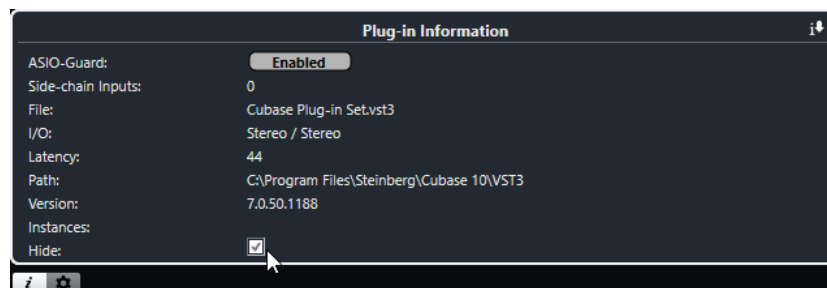 Plug-in Information
ASIO-Guard: Enabled
Side-chain Inputs: 0
File: Cubase Plug-in Set.vst3
I/O: Stereo / Stereo
Latency: 44
Path: C:\Program Files\Steinberg\Cubase 10\VST3
Version: 7.0.50.1188
Instances:
Hide: